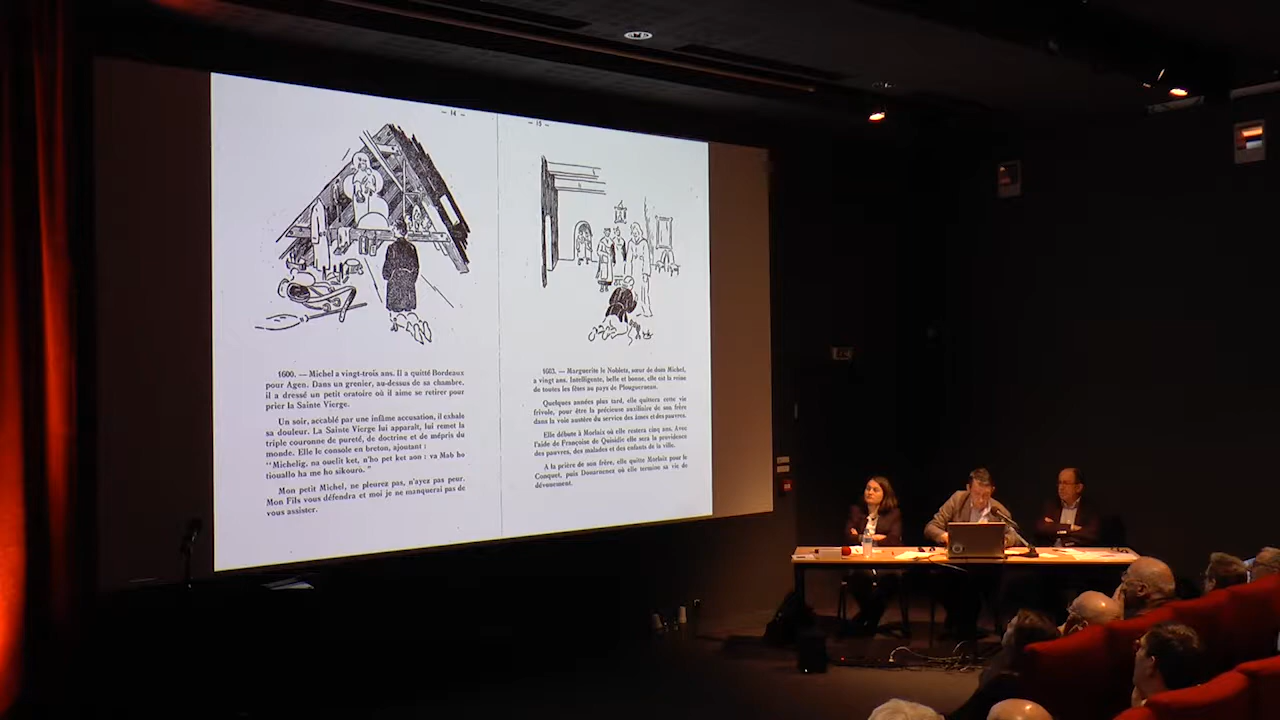 — 14 —
1600. — Michel a vingt-trois ans. Il a quitté Bordeaux
pour Agen. Dans un grenier, au-dessus de sa chambre,
il a dressé un petit oratoire où il aime se retirer pour
prier la Sainte Vierge.
Un soir, accablé par une infâme accusation, il exhale
sa douleur. La Sainte Vierge lui apparaît, lui remet la
triple couronne de pureté, de doctrine et de mépris du
monde. Elle le console en breton, ajoutant :
“Michelig, na ouelit ket, n'ho pet ket aon : va Mab ho
tiouallo ha me ho sikouro.”
Mon petit Michel, ne pleurez pas, n'ayez pas peur.
Mon Fils vous défendra et moi je ne manquerai pas de
vous assister.
— 15 —
Marguerite le Nobletz, sœur de dom Michel,
a vingt ans. Intelligente, belle et bonne, elle est la reine
de toutes les fêtes au pays de Plouguerneau.
Quelques années plus tard, elle quittera cette vie
frivole, pour être la précieuse auxiliaire de son frère
dans la voie austère du service des âmes et des pauvres.
Elle débute à Morlaix où elle restera cinq ans. Avec
l'aide de Françoise de Quisidic elle sera la providence
des pauvres, des malades et des enfants de la ville.
A la prière de son frère, elle quitte Morlaix pour le
Conquet, puis Douarnenez où elle termine sa vie de
dévouement.